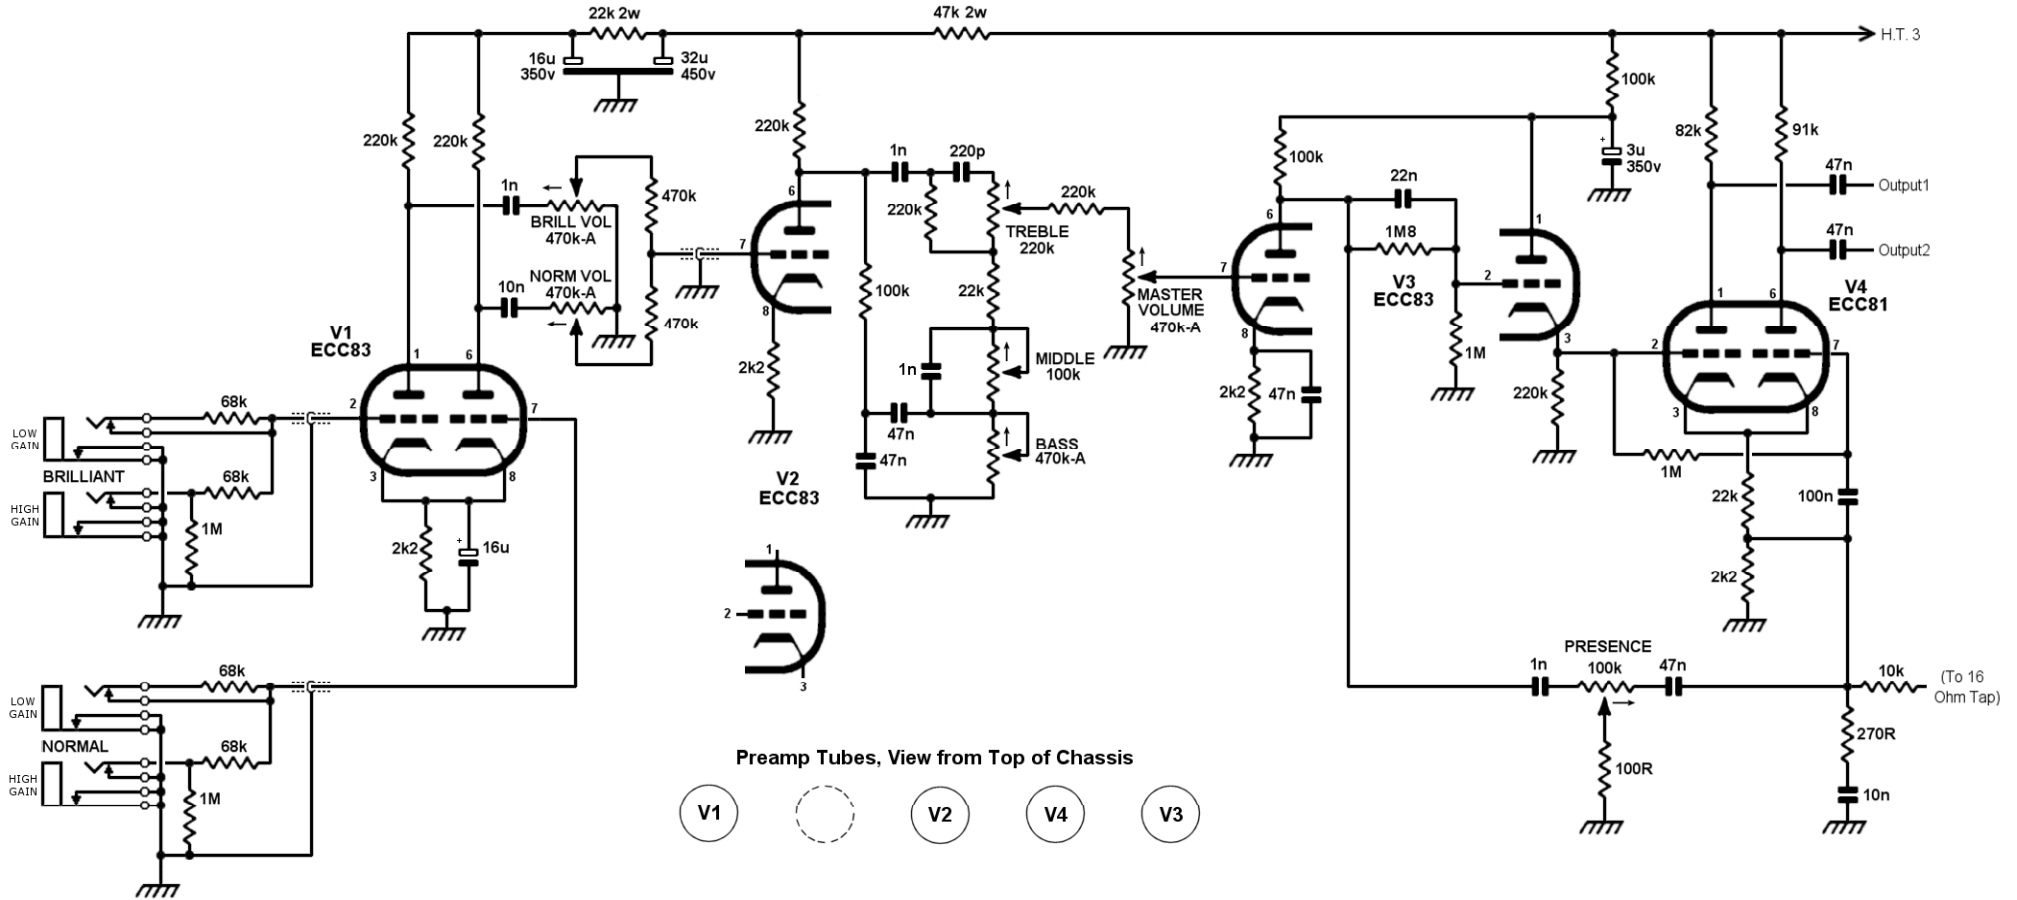 22k 2w
47k 2w
H.T. 3
16u
350v
32u
450v
100k
220k
220k
220k
82k
91k
3u
350v
+
47n
Output1
47n
Output2
1n
BRILL VOL
470k-A
470k
NORM VOL
470k-A
10n
470k
7
6
8
2k2
V2
ECC83
1n
220p
220k
TREBLE
220k
220k
100k
22k
1n
MIDDLE
100k
47n
47n
BASS
470k-A
MASTER
VOLUME
470k-A
100k
6
7
8
2k2
47n
22n
1M8
V3
ECC83
1M
1
2
3
220k
V4
ECC81
1
6
2
7
3
8
1M
22k
100n
2k2
V1
ECC83
1
6
2
7
3
8
2k2
+
16u
LOW
GAIN
68k
BRILLIANT
68k
HIGH
GAIN
1M
1
2
3
LOW
GAIN
68k
NORMAL
68k
HIGH
GAIN
1M
PRESENCE
1n
100k
47n
10k
(To 16
Ohm Tap)
100R
270R
10n
Preamp Tubes, View from Top of Chassis
V1
V2
V4
V3